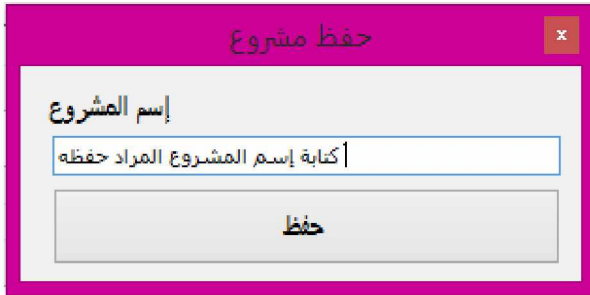 حفظ مشروع
x
إسم المشروع
كتابة إسم المشروع المراد حفظه
حفظ